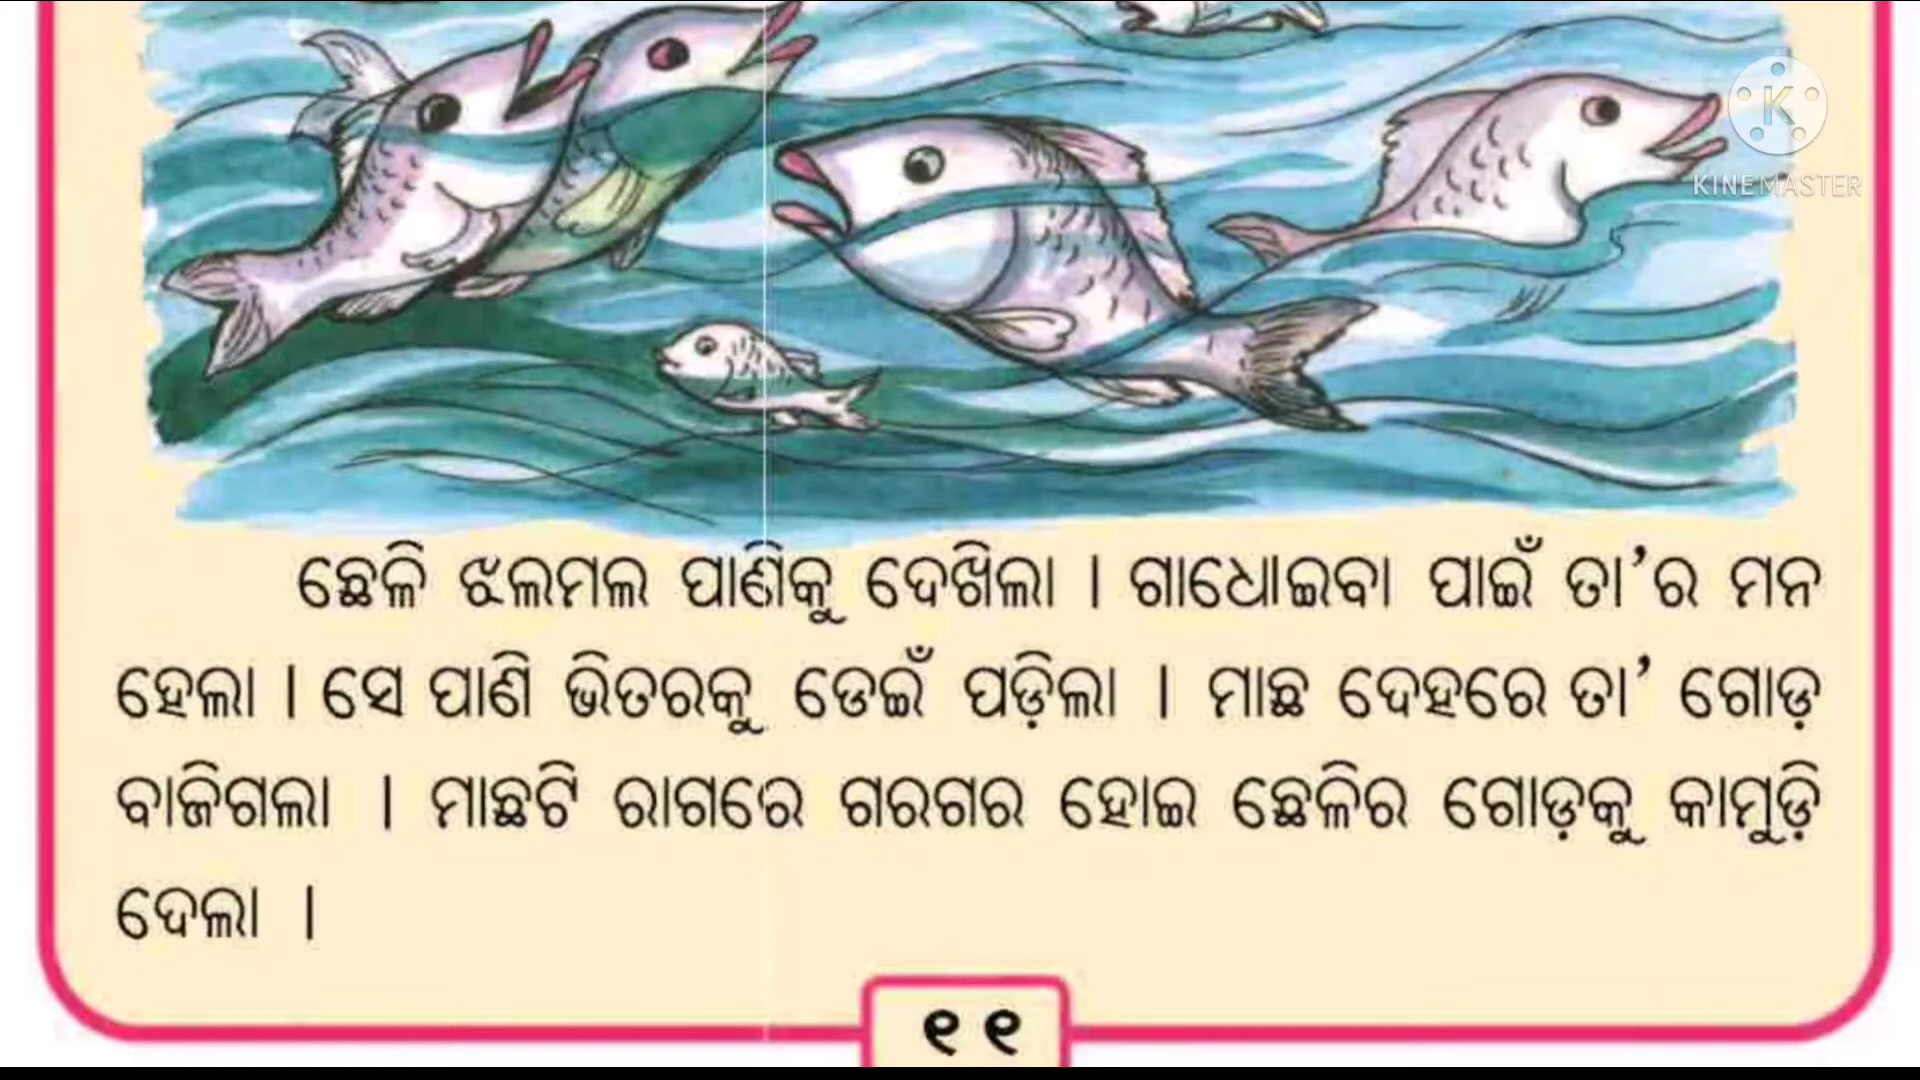 KINEMASTER
ଛେଳି ଝଲମଲ ପାଣିକୁ ଦେଖିଲା । ଗାଧୋଇବା ପାଇଁ ତା’ର ମନ
ହେଲା । ସେ ପାଣି ଭିତରକୁ ଡେଇଁ ପଡ଼ିଲା । ମାଛ ଦେହରେ ତା’ ଗୋଡ଼
ବାଜିଗଲା । ମାଛଟି ରାଗରେ ଗରଗର ହୋଇ ଛେଳିର ଗୋଡ଼କୁ କାମୁଡ଼ି
ଦେଲା ।
୧୧